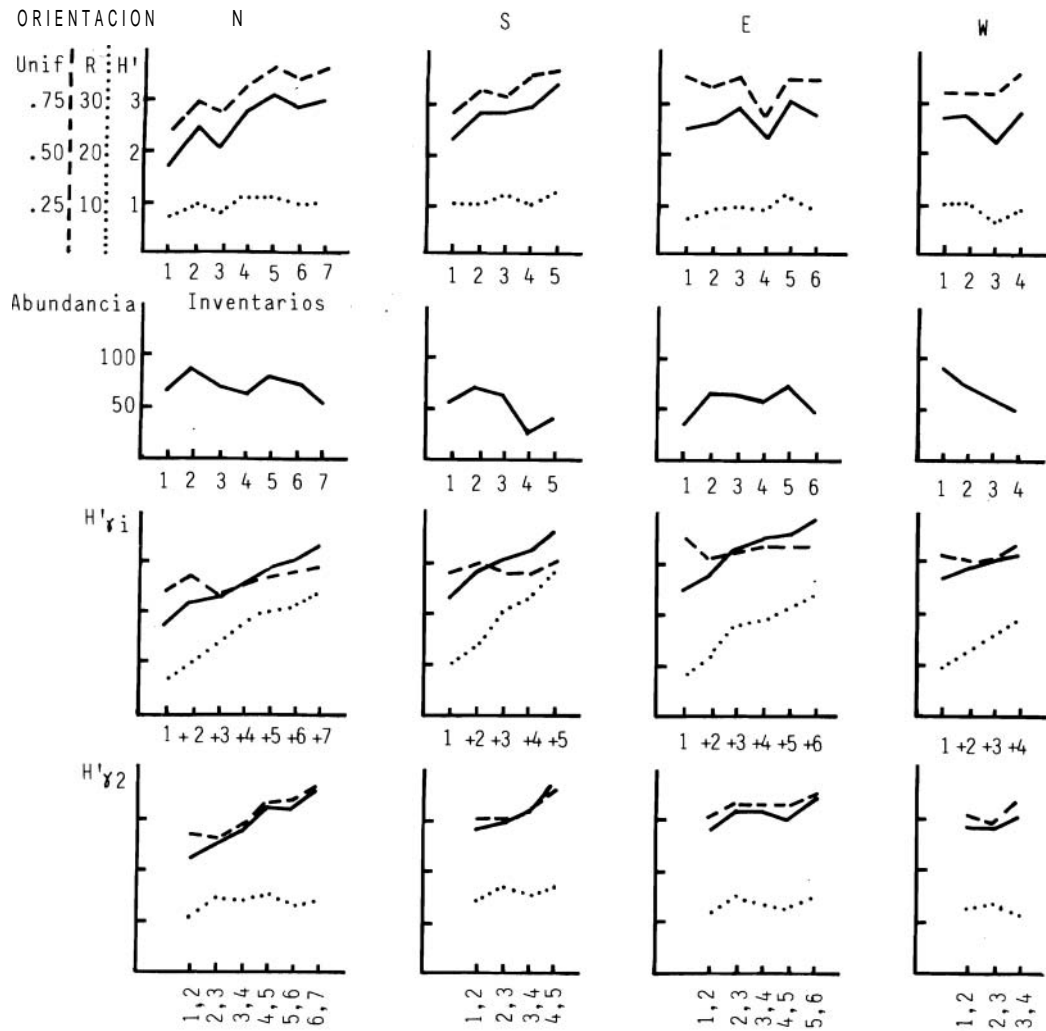 ORIENTACION N S E W
Unif R H'
.75 30 3
.50 20 2
.25 10 1
1 2 3 4 5 6 7 1 2 3 4 5 1 2 3 4 5 6 1 2 3 4
Abundancia Inventarios
100
50
1 2 3 4 5 6 7 1 2 3 4 5 1 2 3 4 5 6 1 2 3 4
H'γi
1 +2 +3 +4 +5 +6 +7 1 +2 +3 +4 +5 1 +2 +3 +4 +5 +6 1 +2 +3 +4
H'γ2
1,2 2,3 3,4 4,5 5,6 6,7 1,2 2,3 3,4 4,5 1,2 2,3 3,4 4,5 5,6 1,2 2,3 3,4